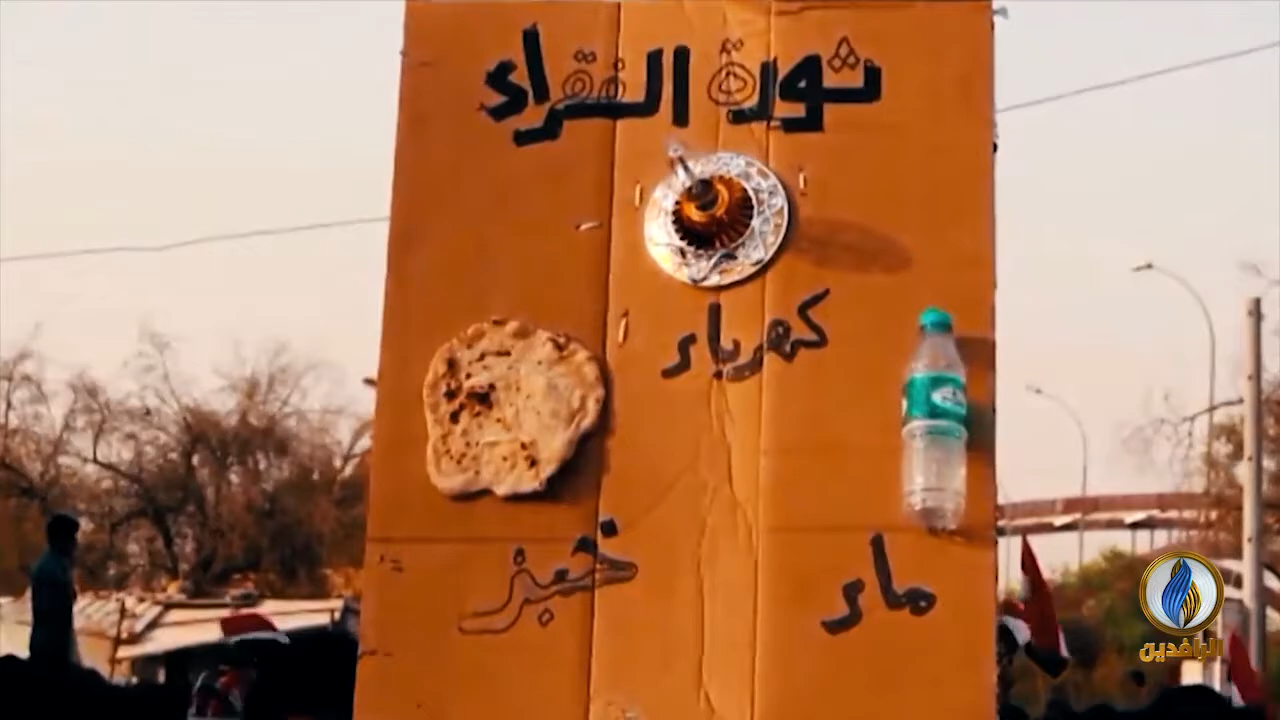 ثورة الفقراء
كهرباء
ماء
خبز
الرافدين